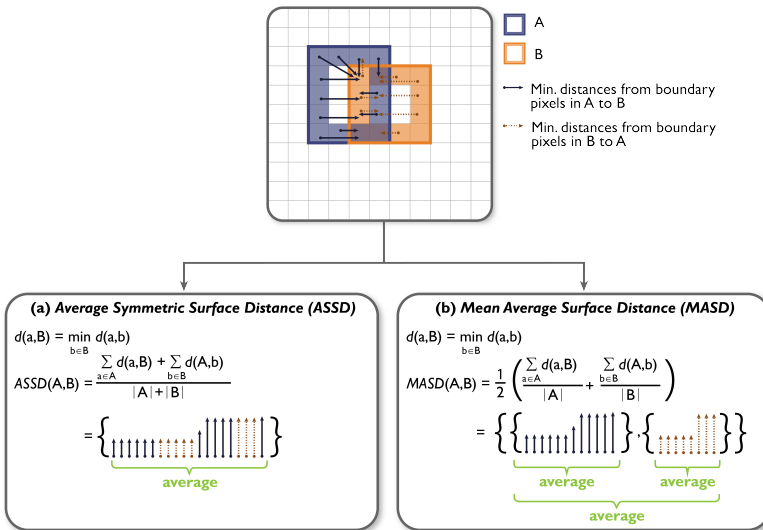 A
B
Min. distances from boundary
pixels in A to B
Min. distances from boundary
pixels in B to A
(a) Average Symmetric Surface Distance (ASSD)
d(a,B) = min d(a,b)
b∈B
ASSD(A,B) = ∑ d(a,B) + ∑ d(A,b)
a∈A b∈B
|A|+|B|
= { }
average
(b) Mean Average Surface Distance (MASD)
d(a,B) = min d(a,b)
b∈B
MASD(A,B) = 1/2 ( ∑ d(a,B) + ∑ d(A,b) )
a∈A b∈B
|A| |B|
= { { } , { } }
average average
average